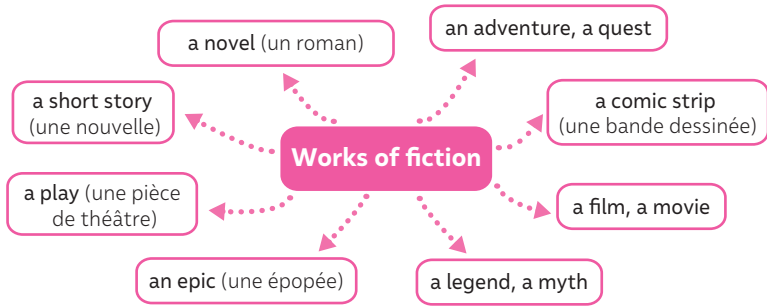 an adventure, a quest
a novel (un roman)
a short story
(une nouvelle)
a comic strip
(une bande dessinée)
Works of fiction
a play (une pièce
de théâtre)
a film, a movie
an epic (une épopée)
a legend, a myth